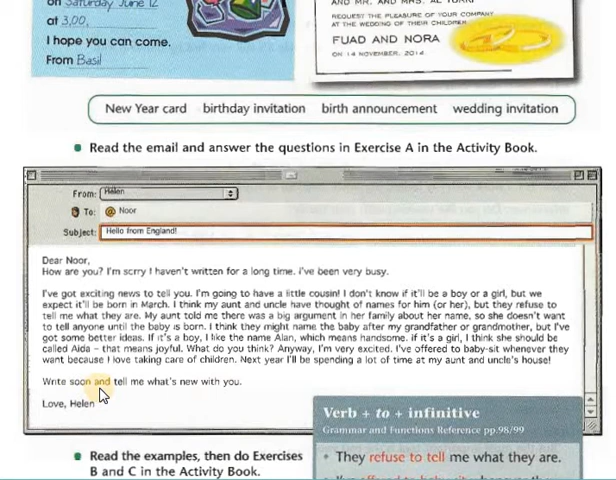 on Saturday June 12
at 3.00,
I hope you can come.
From Basil
AND MR. AND MRS. AL TURKI
REQUEST THE PLEASURE OF YOUR COMPANY
AT THE WEDDING OF THEIR CHILDREN
FUAD AND NORA
ON 14 NOVEMBER, 2014
New Year card birthday invitation birth announcement wedding invitation
Read the email and answer the questions in Exercise A in the Activity Book.
From: Helen
To: @ Noor
Subject: Hello from England!
Dear Noor,
How are you? I'm sorry I haven't written for a long time. I've been very busy.
I've got exciting news to tell you. I'm going to have a little cousin! I don't know if it'll be a boy or a girl, but we
expect it'll be born in March. I think my aunt and uncle have thought of names for him (or her), but they refuse to
tell me what they are. My aunt told me there was a big argument in her family about her name, so she doesn't want
to tell anyone until the baby is born. I think they might name the baby after my grandfather or grandmother, but I've
got some better ideas. If it's a boy, I like the name Alan, which means handsome. If it's a girl, I think she should be
called Aida – that means joyful. What do you think? Anyway, I'm very excited. I've offered to baby-sit whenever they
want because I love taking care of children. Next year I'll be spending a lot of time at my aunt and uncle's house!
Write soon and tell me what's new with you.
Love, Helen
Verb + to + infinitive
Grammar and Functions Reference pp.98/99
• They refuse to tell me what they are.
Read the examples, then do Exercises
B and C in the Activity Book.